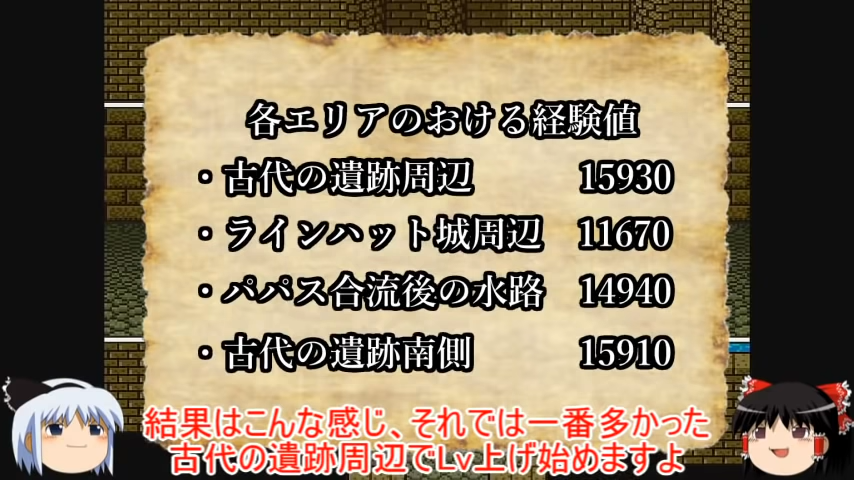 各エリアのおける経験値
・古代の遺跡周辺 15930
・ラインハット城周辺 11670
・パパス合流後の水路 14940
・古代の遺跡南側 15910
結果はこんな感じ、それでは一番多かった
古代の遺跡周辺でLv上げ始めますよ